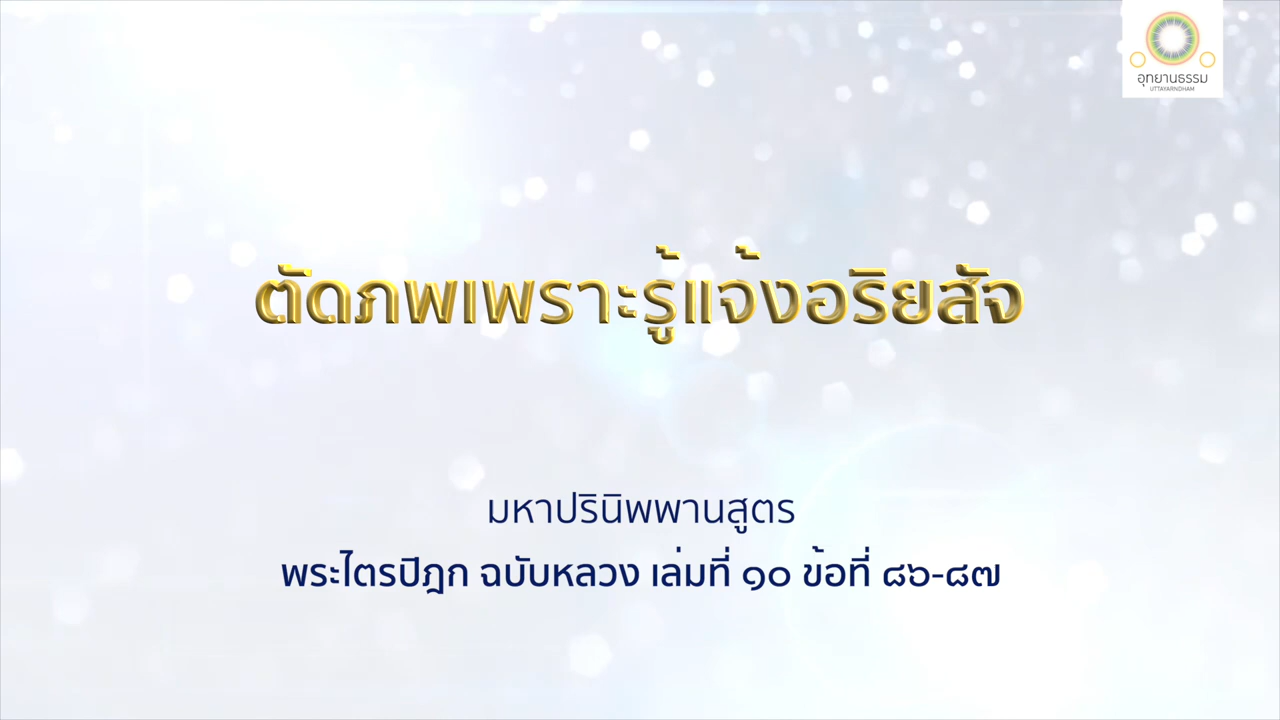 อุทยานธรรม
UTTAYARNDHAM
ตัดภพเพราะรู้แจ้งอริยสัจ
มหาปรินิพพานสูตร
พระไตรปิฎก ฉบับหลวง เล่มที่ ๑๐ ข้อที่ ๘๖-๘๗